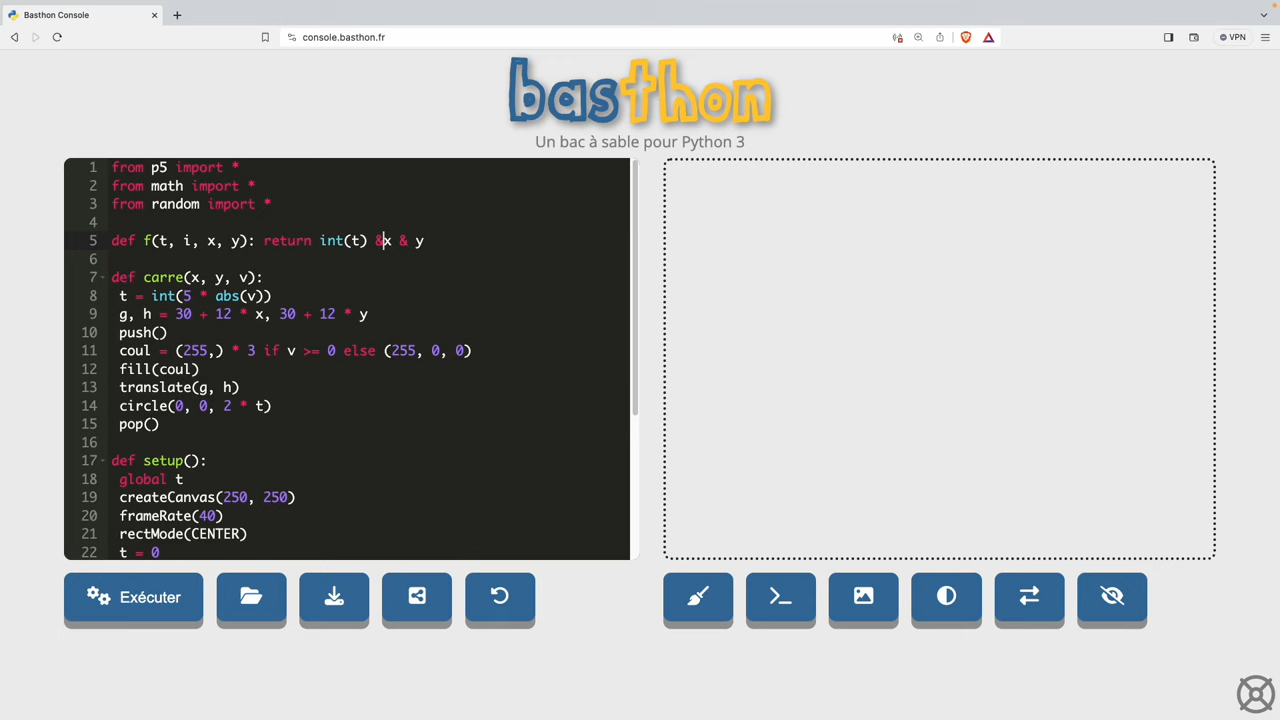 Basthon Console
console.basthon.fr
VPN
basthon
Un bac à sable pour Python 3
1 from p5 import *
2 from math import *
3 from random import *
4
5 def f(t, i, x, y): return int(t) &x & y
6
7 def carre(x, y, v):
8 t = int(5 * abs(v))
9 g, h = 30 + 12 * x, 30 + 12 * y
10 push()
11 coul = (255,) * 3 if v >= 0 else (255, 0, 0)
12 fill(coul)
13 translate(g, h)
14 circle(0, 0, 2 * t)
15 pop()
16
17 def setup():
18 global t
19 createCanvas(250, 250)
20 frameRate(40)
21 rectMode(CENTER)
22 t = 0
Exécuter